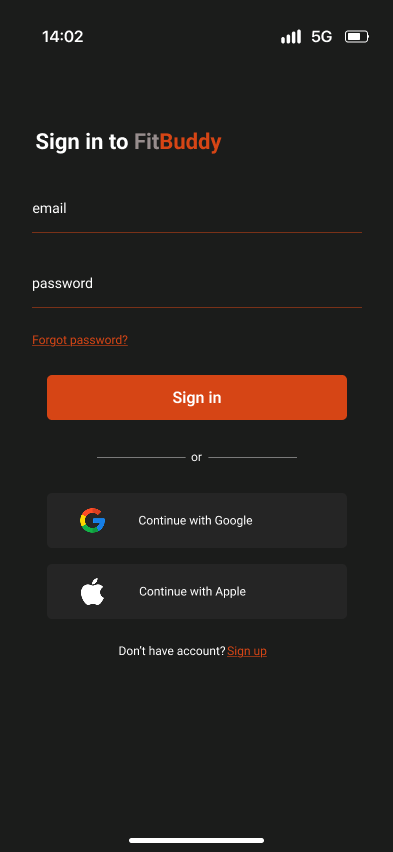 14:02 5G
Sign in to FitBuddy
email
password
Forgot password?
Sign in
or
Continue with Google
Continue with Apple
Don't have account? Sign up